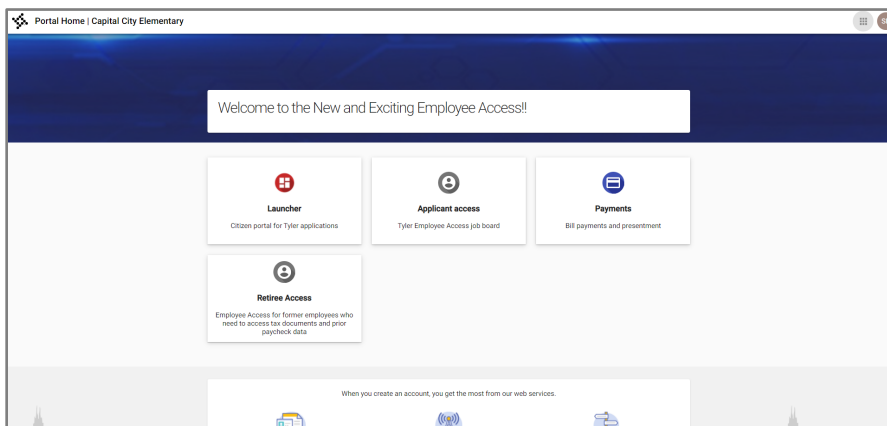 Portal Home | Capital City Elementary
Welcome to the New and Exciting Employee Access!!
Launcher
Citizen portal for Tyler applications
Applicant access
Tyler Employee Access job board
Payments
Bill payments and presentment
Retiree Access
Employee Access for former employees who
need to access tax documents and prior
paycheck data
When you create an account, you get the most from our web services.